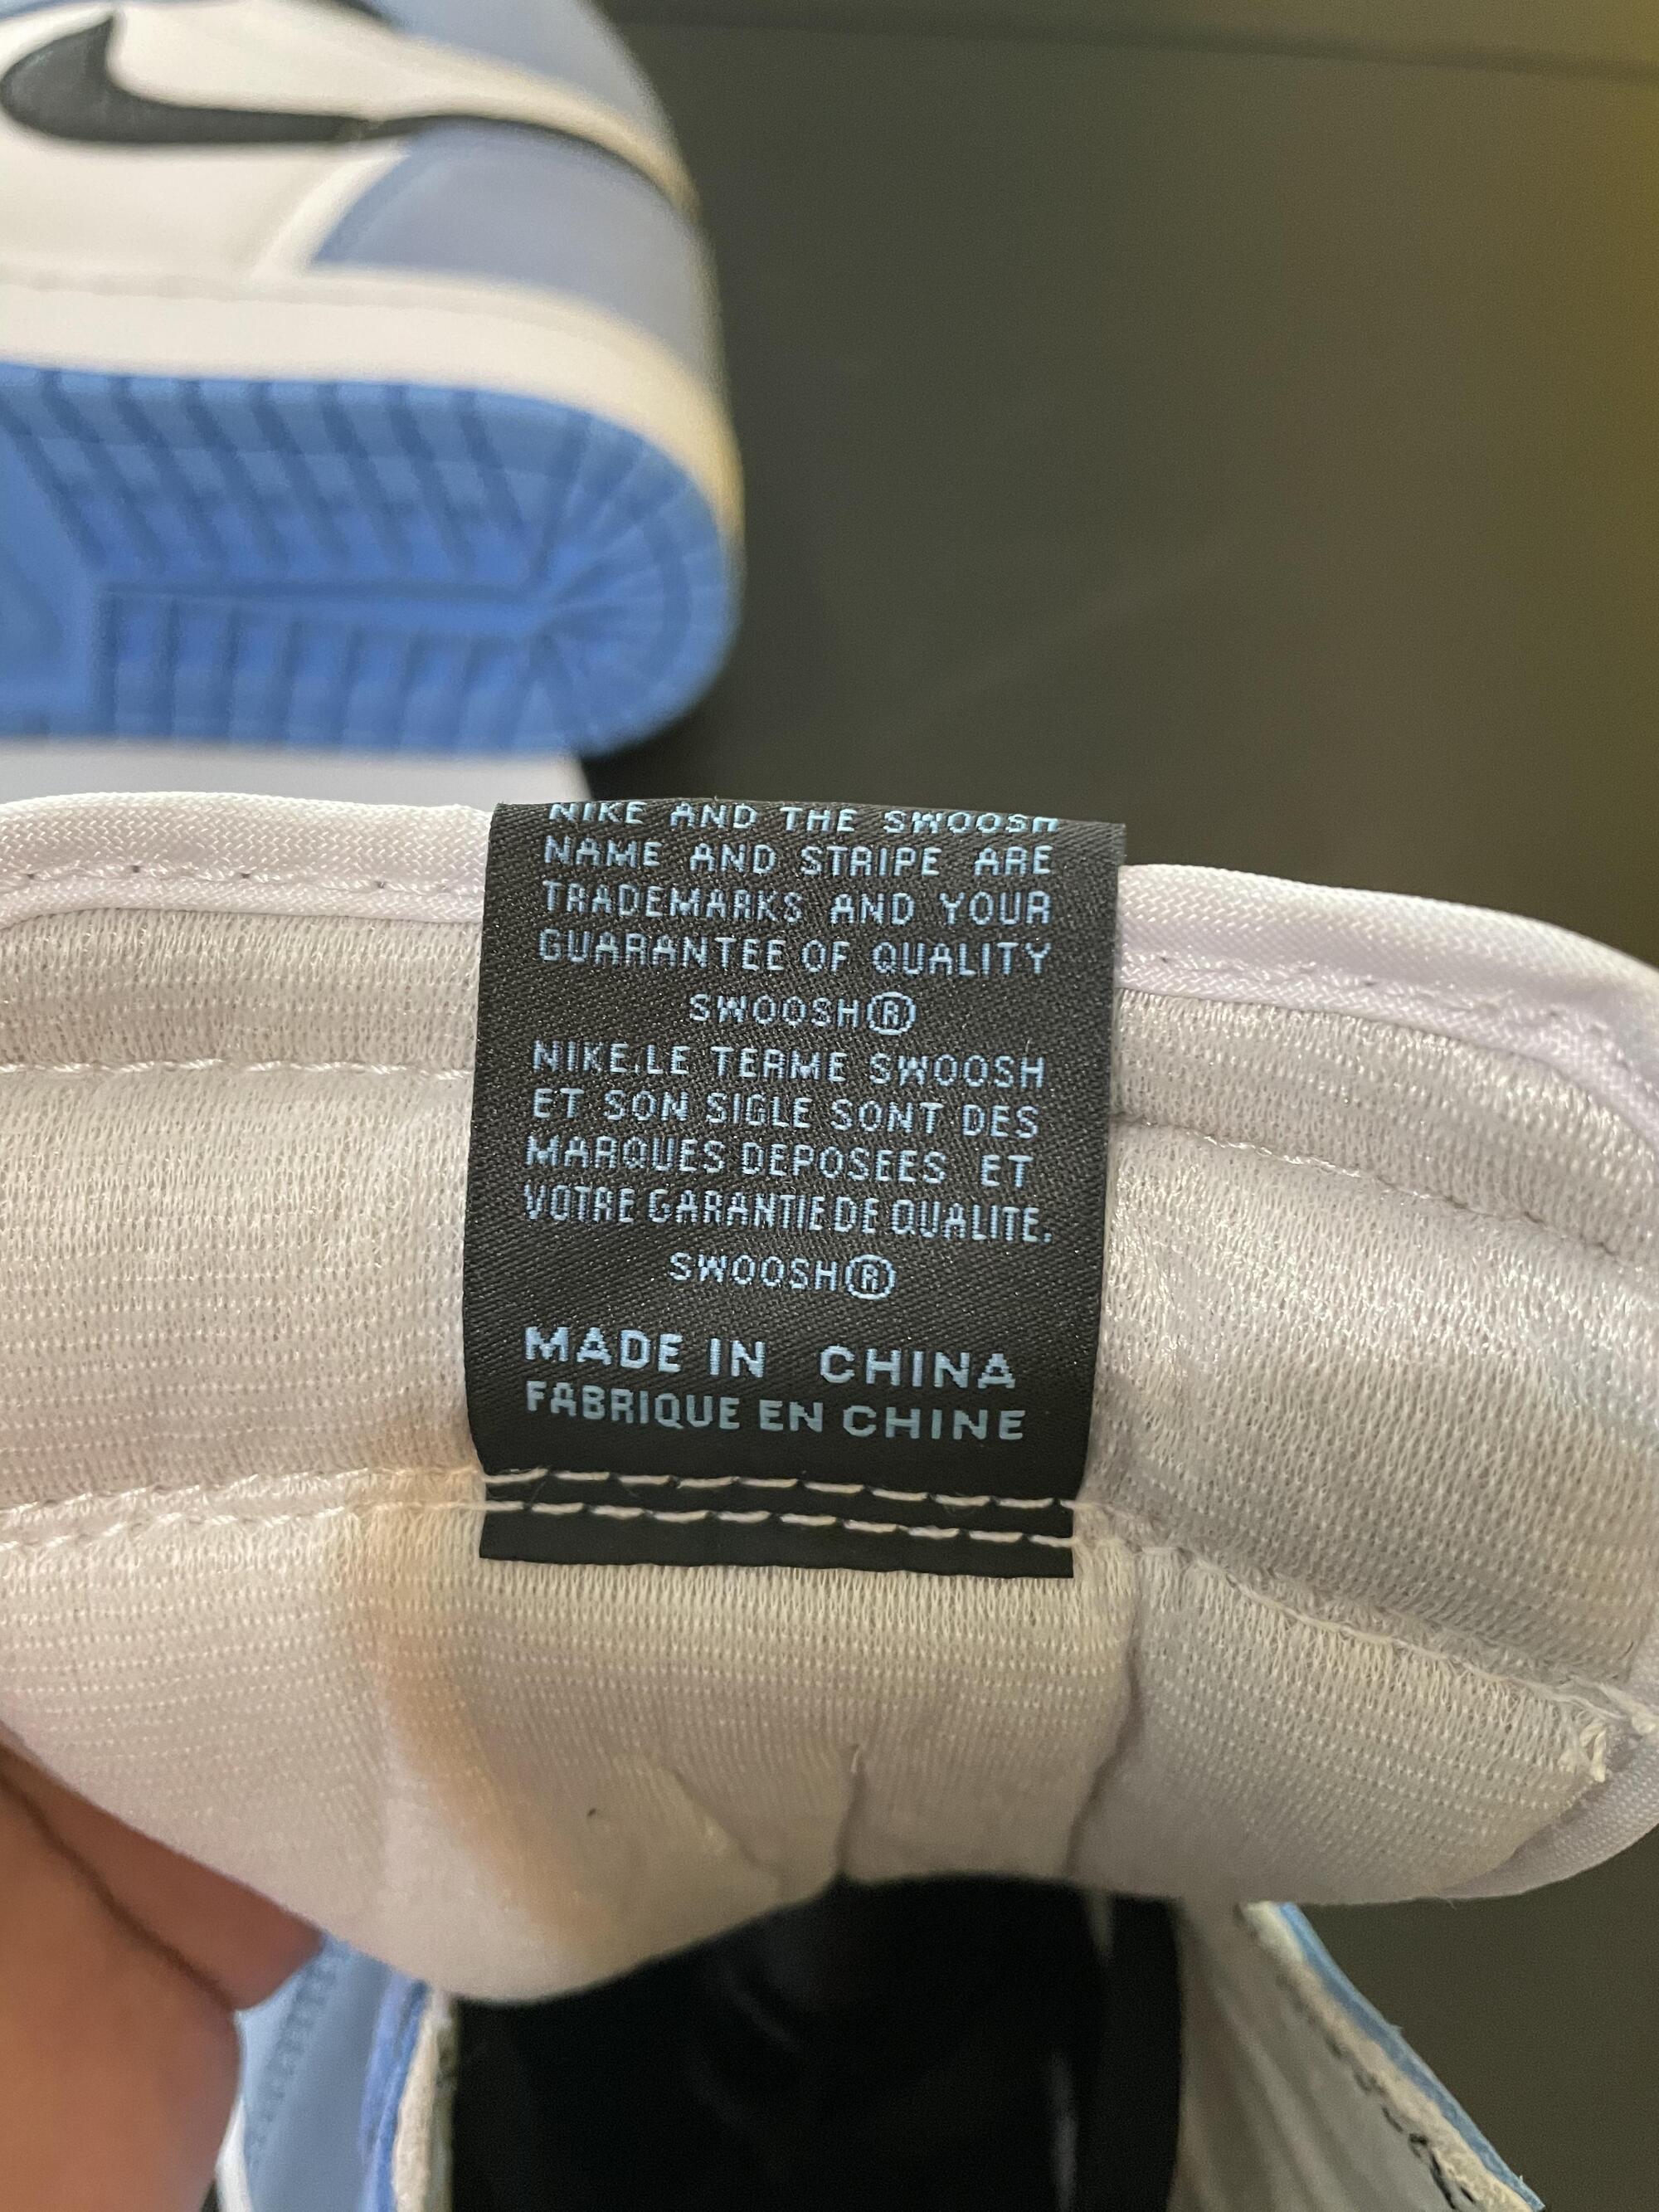 NIKE AND THE SWOOSH
NAME AND STRIPE ARE
TRADEMARKS AND YOUR
GUARANTEE OF QUALITY
SWOOSH®
NIKE.LE TERME SWOOSH
ET SON SIGLE SONT DES
MARQUES DEPOSEES ET
VOTRE GARANTIE DE QUALITE.
SWOOSH®
MADE IN CHINA
FABRIQUE EN CHINE